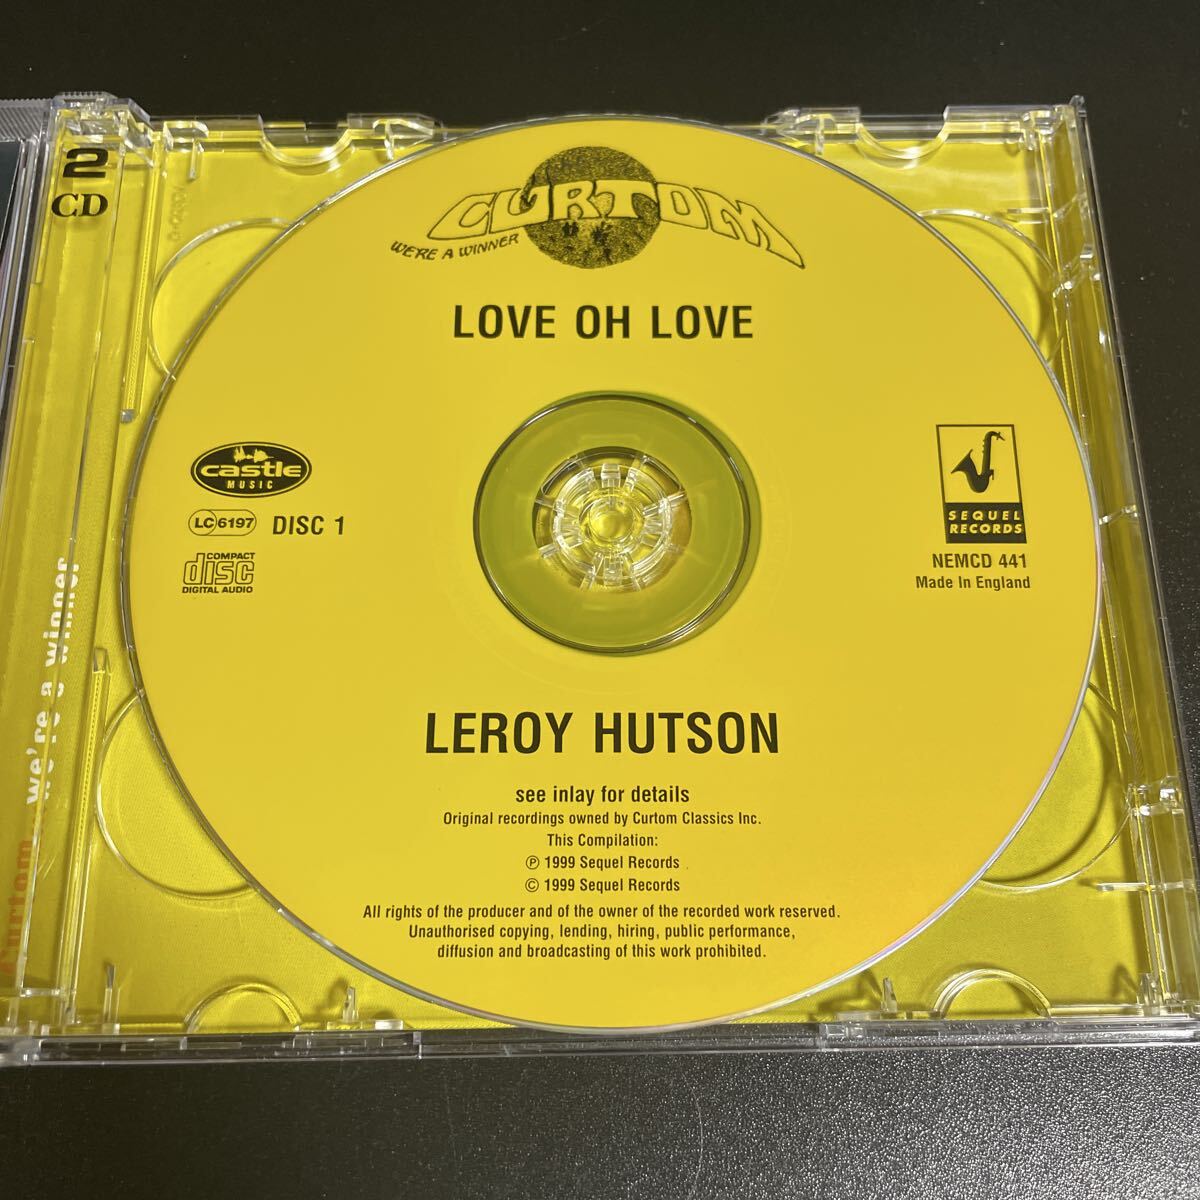 2
CD
Curtom...we're a winner
CURTOM
WE'RE A WINNER
LOVE OH LOVE
castle
MUSIC
LC 6197
DISC 1
COMPACT
disc
DIGITAL AUDIO
SEQUEL
RECORDS
NEMCD 441
Made In England
LEROY HUTSON
see inlay for details
Original recordings owned by Curtom Classics Inc.
This Compilation:
℗ 1999 Sequel Records
© 1999 Sequel Records
All rights of the producer and of the owner of the recorded work reserved.
Unauthorised copying, lending, hiring, public performance,
diffusion and broadcasting of this work prohibited.